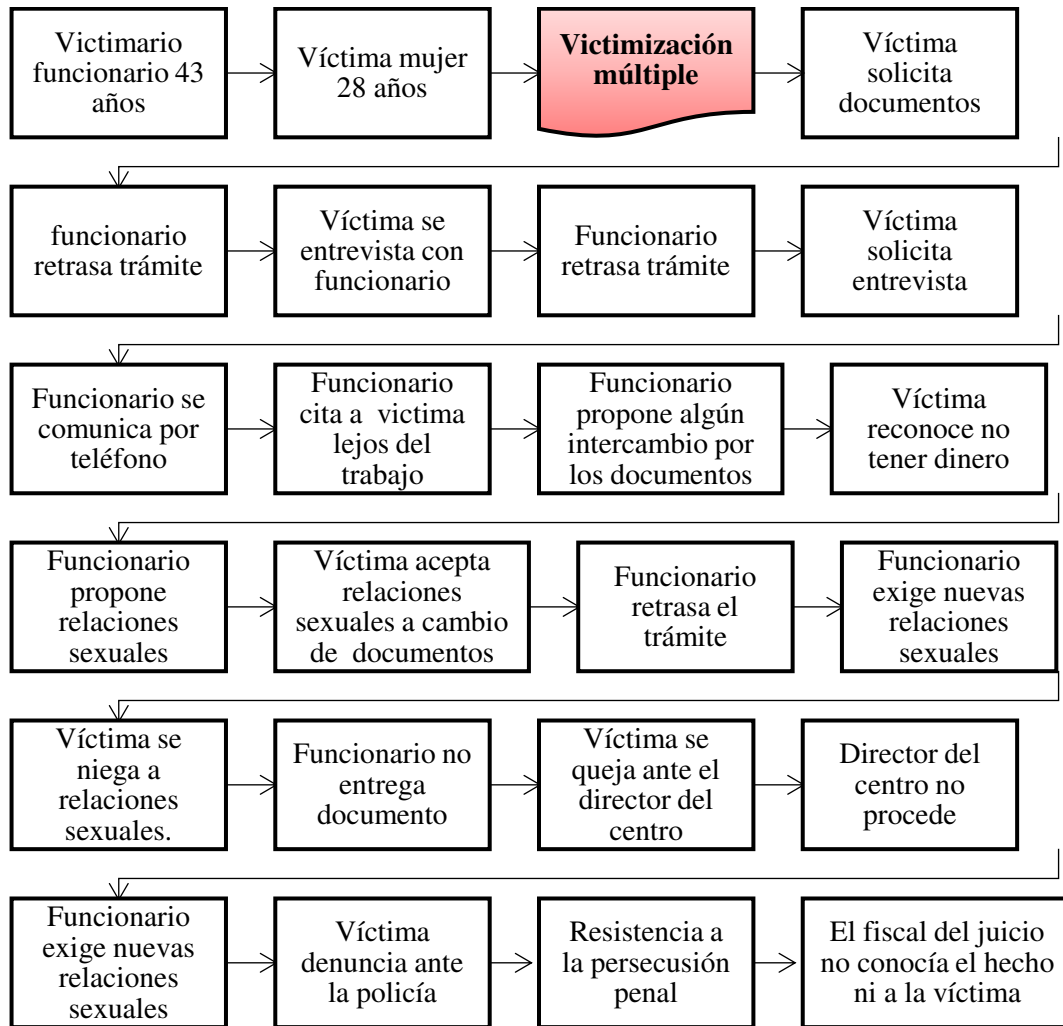 Victimario
funcionario 43
años
Víctima mujer
28 años
Victimización
múltiple
Víctima
solicita
documentos
funcionario
retrasa trámite
Víctima se
entrevista con
funcionario
Funcionario
retrasa trámite
Víctima
solicita
entrevista
Funcionario se
comunica por
teléfono
Funcionario
cita a victima
lejos del
trabajo
Funcionario
propone algún
intercambio por
los documentos
Víctima
reconoce no
tener dinero
Funcionario
propone
relaciones
sexuales
Víctima acepta
relaciones
sexuales a cambio
de documentos
Funcionario
retrasa el
trámite
Funcionario
exige nuevas
relaciones
sexuales
Víctima se
niega a
relaciones
sexuales.
Funcionario no
entrega
documento
Víctima se
queja ante el
director del
centro
Director del
centro no
procede
Funcionario
exige nuevas
relaciones
sexuales
Víctima
denuncia ante
la policía
Resistencia a
la persecusión
penal
El fiscal del juicio
no conocía el hecho
ni a la víctima